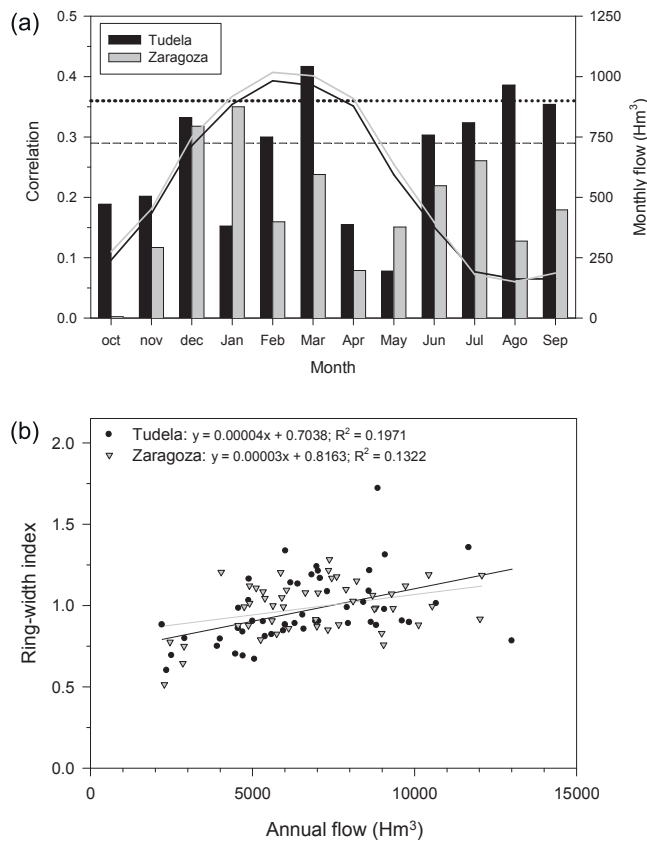 (a)
Tudela
Zaragoza
0.5
0.4
0.3
0.2
0.1
0.0
Correlation
1250
1000
750
500
250
0
Monthly flow (Hm³)
oct nov dec Jan Feb Mar Apr May Jun Jul Ago Sep
Month
(b)
Tudela: y = 0.00004x + 0.7038; R² = 0.1971
Zaragoza: y = 0.00003x + 0.8163; R² = 0.1322
2.0
1.5
1.0
0.5
0.0
Ring-width index
0 5000 10000 15000
Annual flow (Hm³)